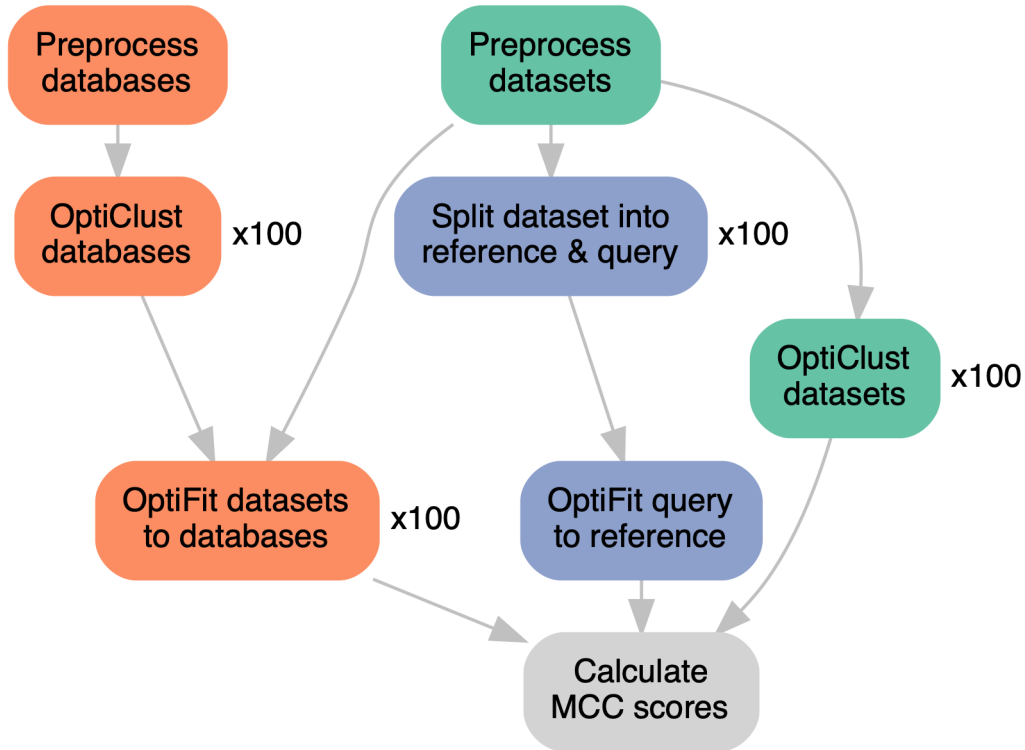 Preprocess
databases
Preprocess
datasets
OptiClust
databases
x100
Split dataset into
reference & query
x100
OptiClust
datasets
x100
OptiFit datasets
to databases
x100
OptiFit query
to reference
Calculate
MCC scores